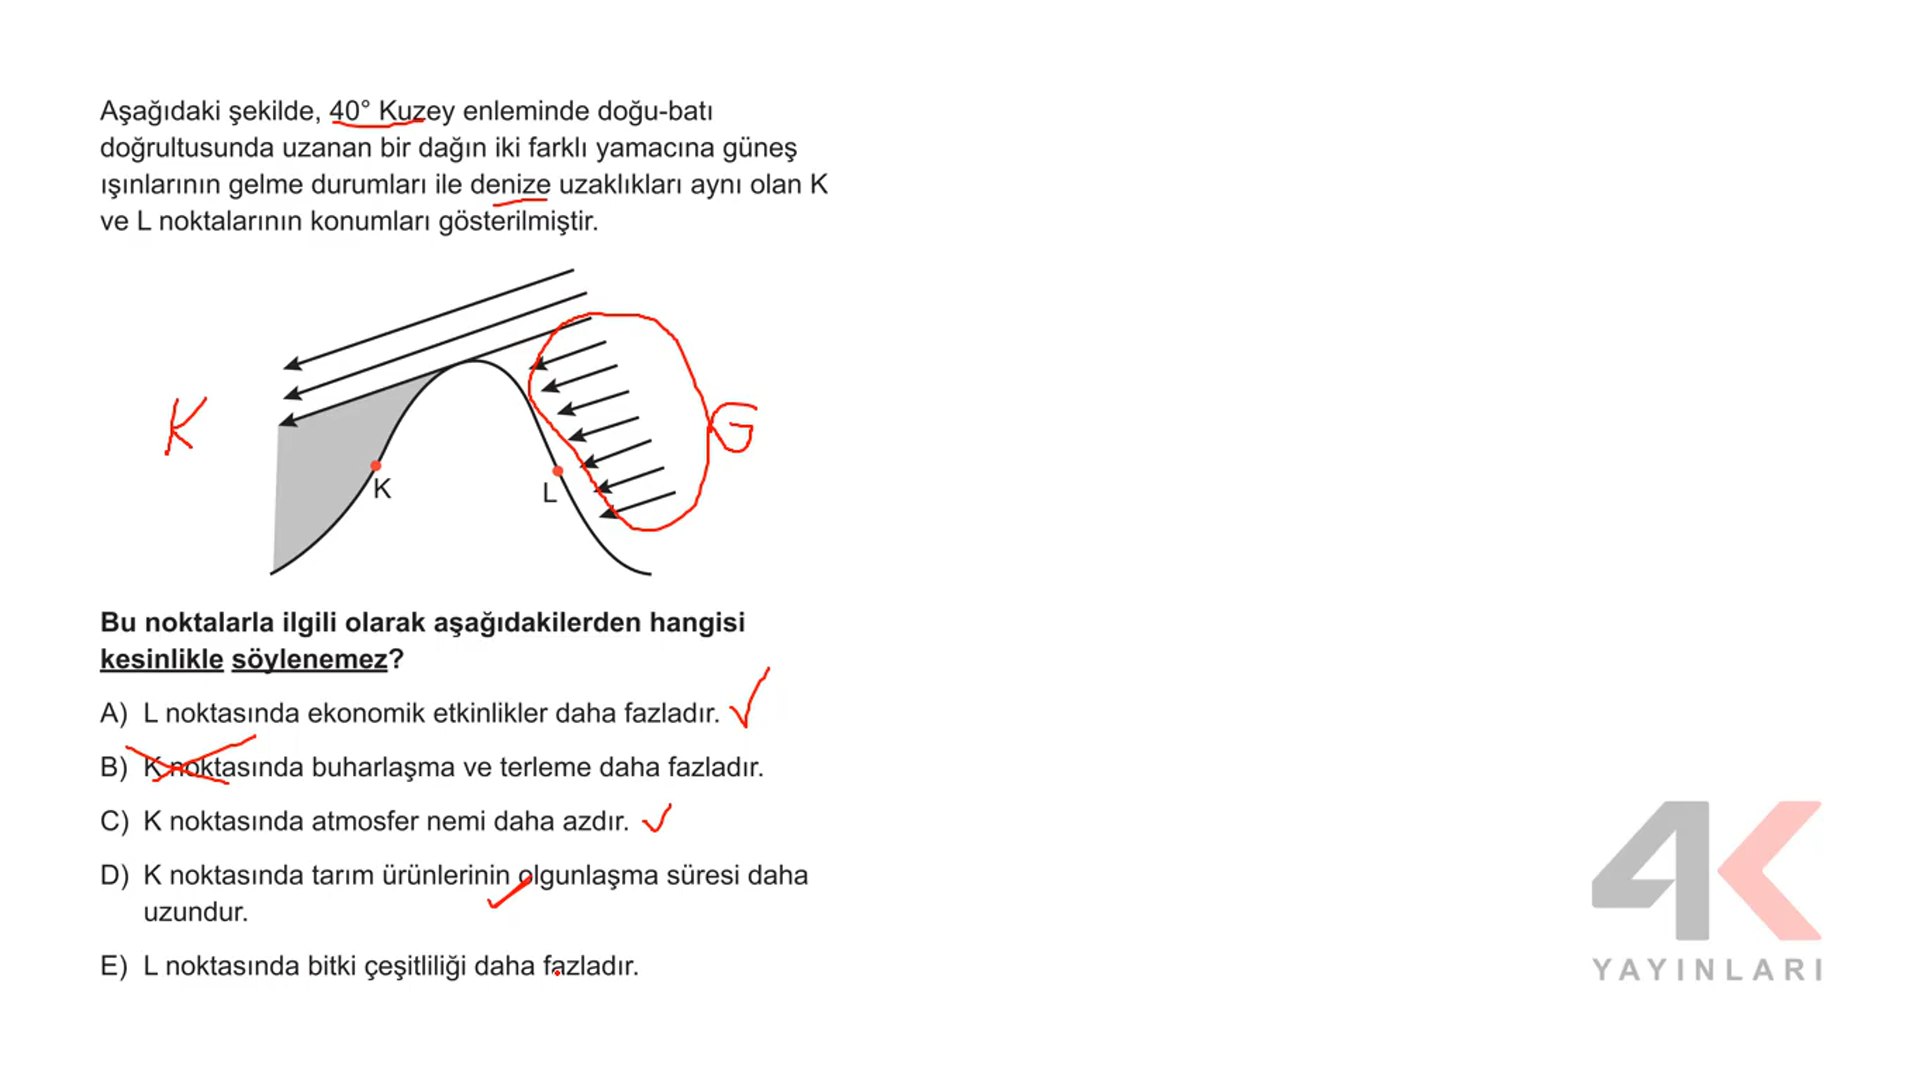 Aşağıdaki şekilde, 40° Kuzey enleminde doğu-batı
doğrultusunda uzanan bir dağın iki farklı yamacına güneş
ışınlarının gelme durumları ile denize uzaklıkları aynı olan K
ve L noktalarının konumları gösterilmiştir.
K
G
K
L
Bu noktalarla ilgili olarak aşağıdakilerden hangisi
kesinlikle söylenemez?
A) L noktasında ekonomik etkinlikler daha fazladır.
B) K noktasında buharlaşma ve terleme daha fazladır.
C) K noktasında atmosfer nemi daha azdır.
D) K noktasında tarım ürünlerinin olgunlaşma süresi daha
uzundur.
E) L noktasında bitki çeşitliliği daha fazladır.
4K
YAYINLARI